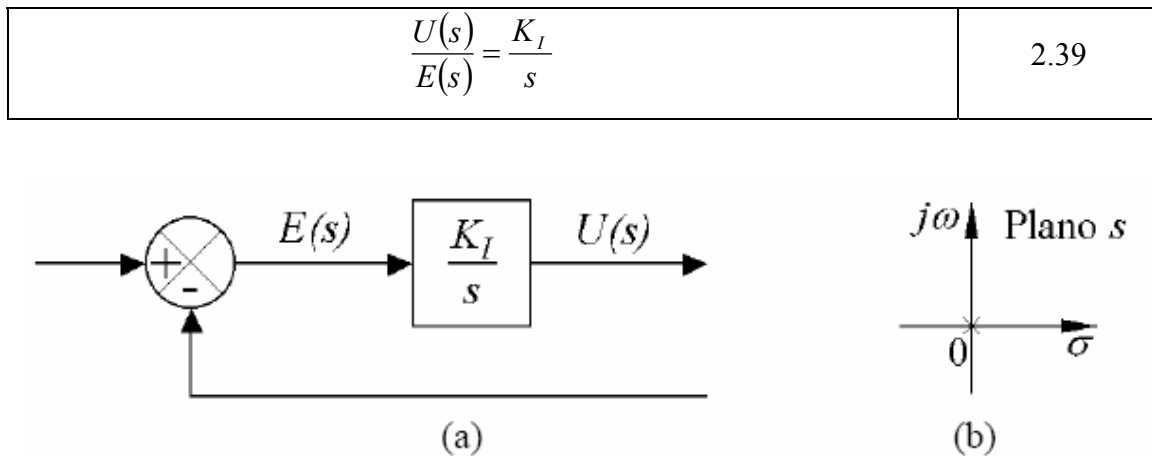 U(s)/E(s) = K_I/s 2.39
E(s) K_I/s U(s)
+
-
jω Plano s
0 σ
(a) (b)